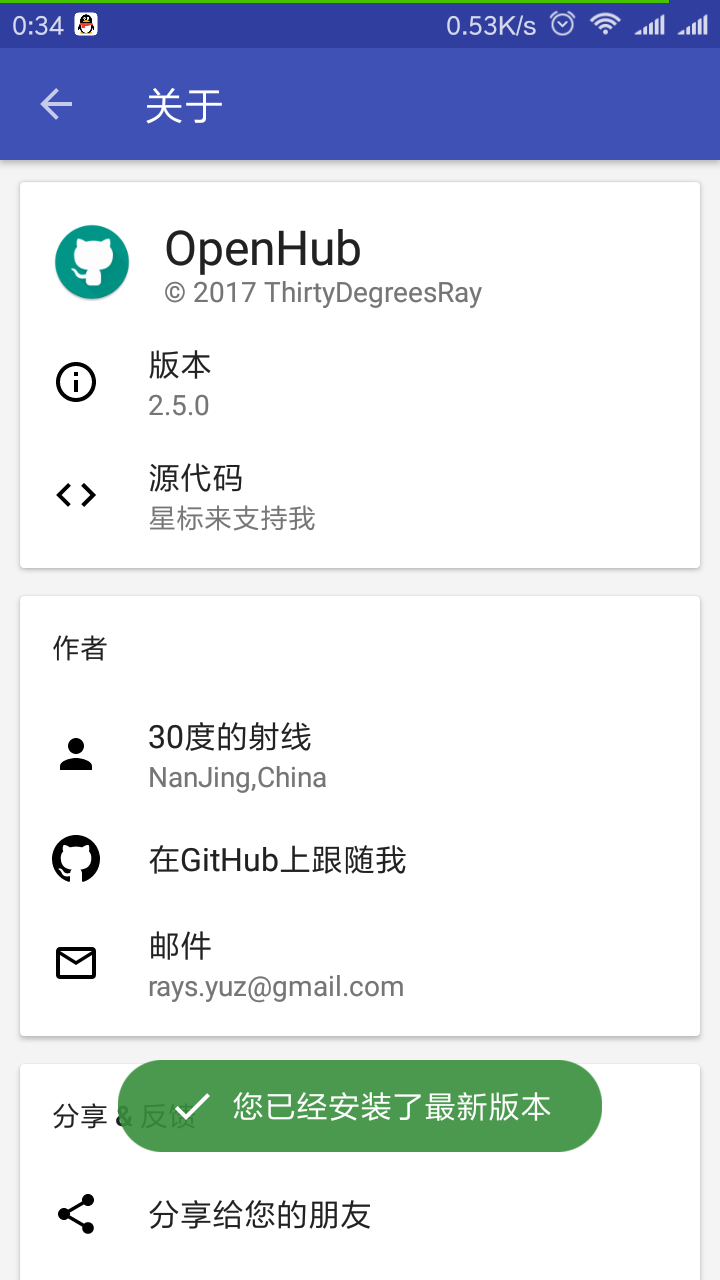 0:34
0.53K/s
关于
OpenHub
© 2017 ThirtyDegreesRay
版本
2.5.0
源代码
星标来支持我
作者
30度的射线
NanJing,China
在GitHub上跟随我
邮件
rays.yuz@gmail.com
分享 & 反馈
您已经安装了最新版本
分享给您的朋友